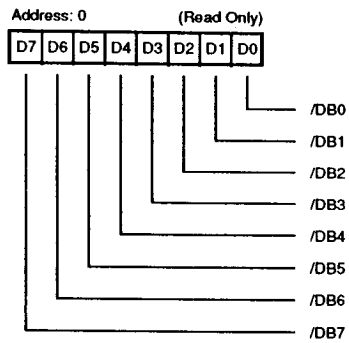 Address: 0 (Read Only)
D7 D6 D5 D4 D3 D2 D1 D0
/DB0
/DB1
/DB2
/DB3
/DB4
/DB5
/DB6
/DB7